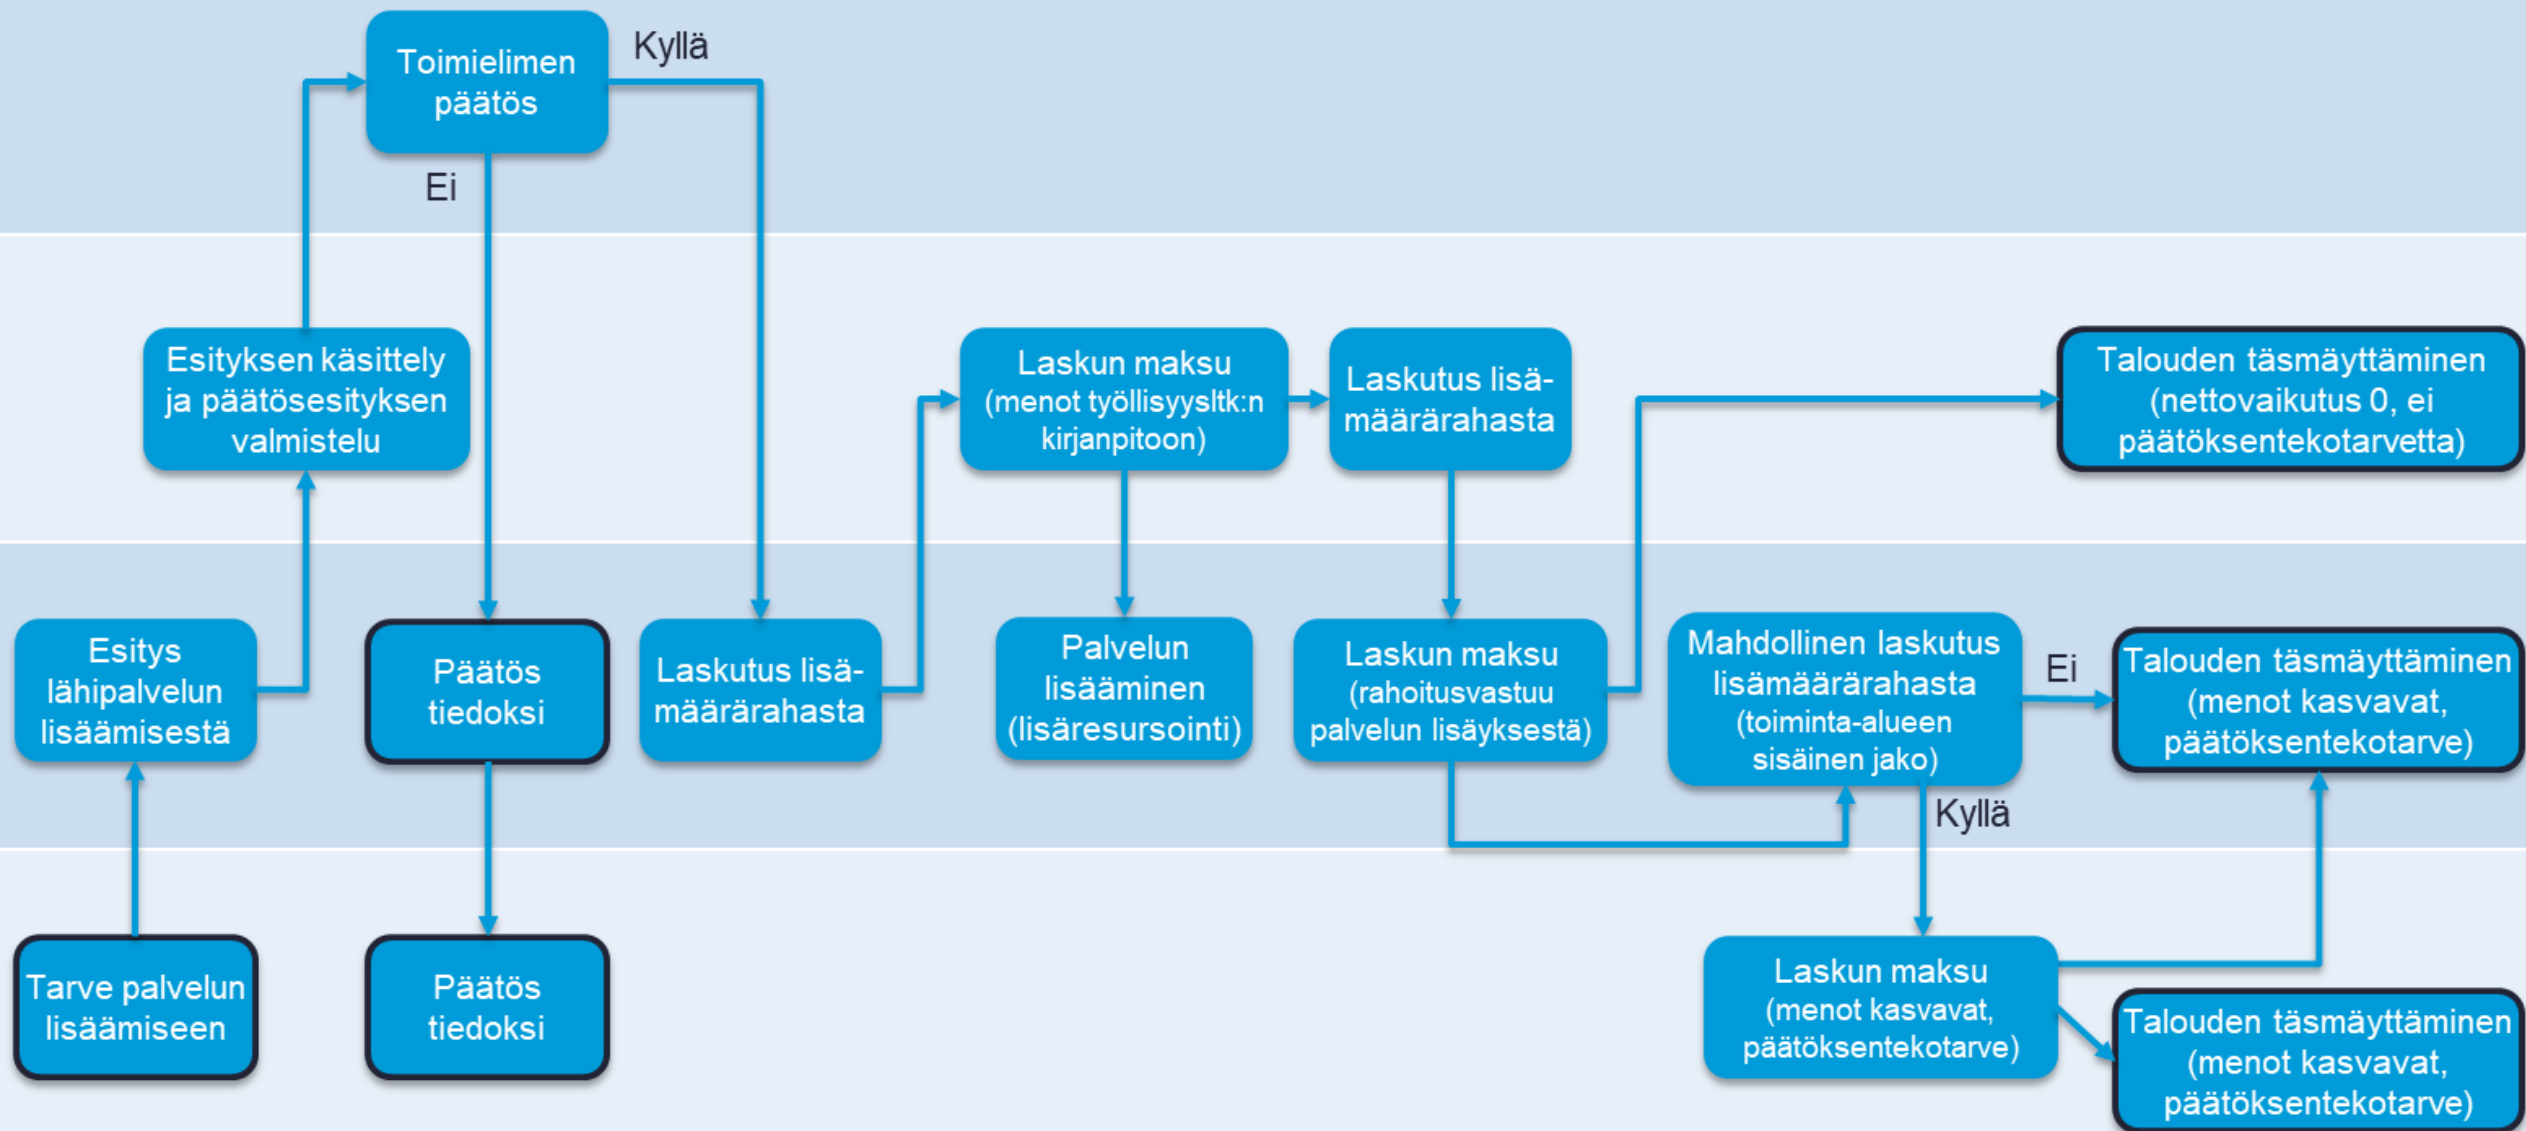 Toimielimen
päätös
Kyllä
Ei
Esityksen käsittely
ja päätösesityksen
valmistelu
Laskun maksu
(menot työllisyysltk:n
kirjanpitoon)
Laskutus lisä-
määrärahasta
Talouden täsmäyttäminen
(nettovaikutus 0, ei
päätöksentekotarvetta)
Esitys
lähipalvelun
lisäämisestä
Päätös
tiedoksi
Laskutus lisä-
määrärahasta
Palvelun
lisääminen
(lisäresursointi)
Laskun maksu
(rahoitusvastuu
palvelun lisäyksestä)
Mahdollinen laskutus
lisämäärärahasta
(toiminta-alueen
sisäinen jako)
Ei
Kyllä
Talouden täsmäyttäminen
(menot kasvavat,
päätöksentekotarve)
Tarve palvelun
lisäämiseen
Päätös
tiedoksi
Laskun maksu
(menot kasvavat,
päätöksentekotarve)
Talouden täsmäyttäminen
(menot kasvavat,
päätöksentekotarve)